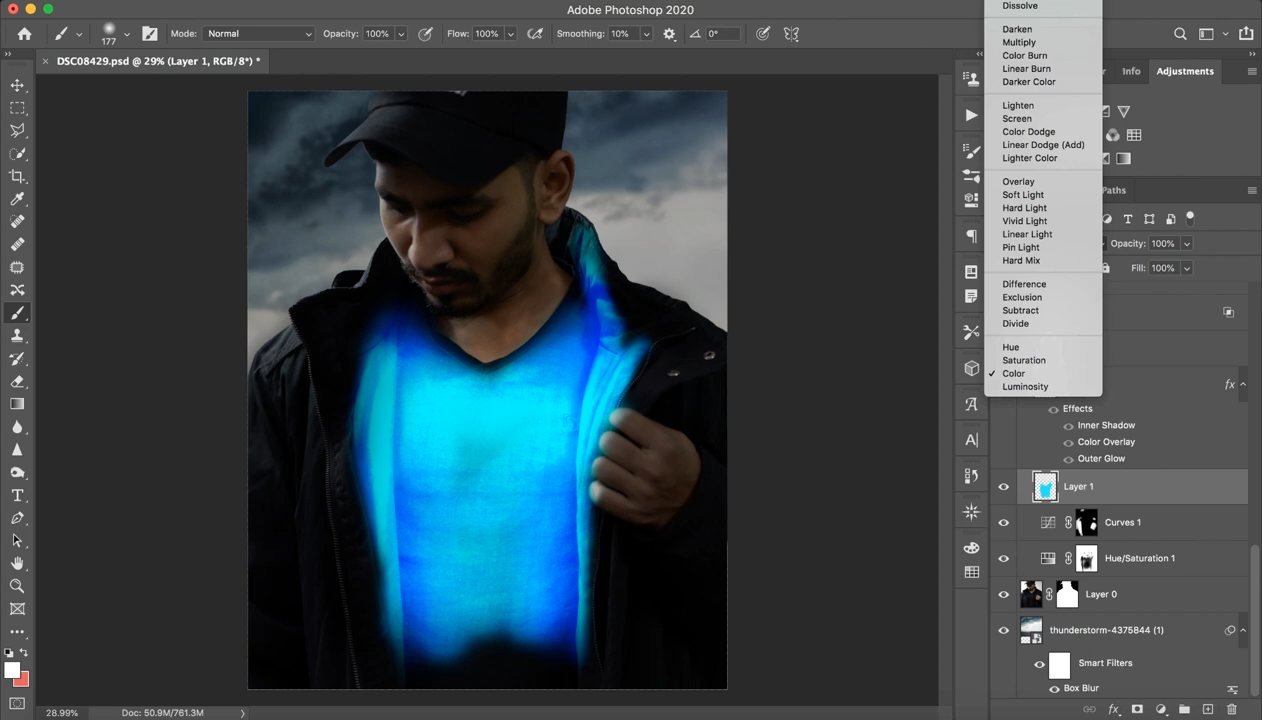 Adobe Photoshop 2020
177
Mode: Normal
Opacity: 100%
Flow: 100%
Smoothing: 10%
0°
DSC08429.psd @ 29% (Layer 1, RGB/8*) *
Dissolve
Darken
Multiply
Color Burn
Linear Burn
Darker Color
Lighten
Screen
Color Dodge
Linear Dodge (Add)
Lighter Color
Overlay
Soft Light
Hard Light
Vivid Light
Linear Light
Pin Light
Hard Mix
Difference
Exclusion
Subtract
Divide
Hue
Saturation
Color
Luminosity
Info
Adjustments
Paths
Opacity: 100%
Fill: 100%
fx
Effects
Inner Shadow
Color Overlay
Outer Glow
Layer 1
Curves 1
Hue/Saturation 1
Layer 0
thunderstorm-4375844 (1)
Smart Filters
Box Blur
fx
28.99%
Doc: 50.9M/761.3M